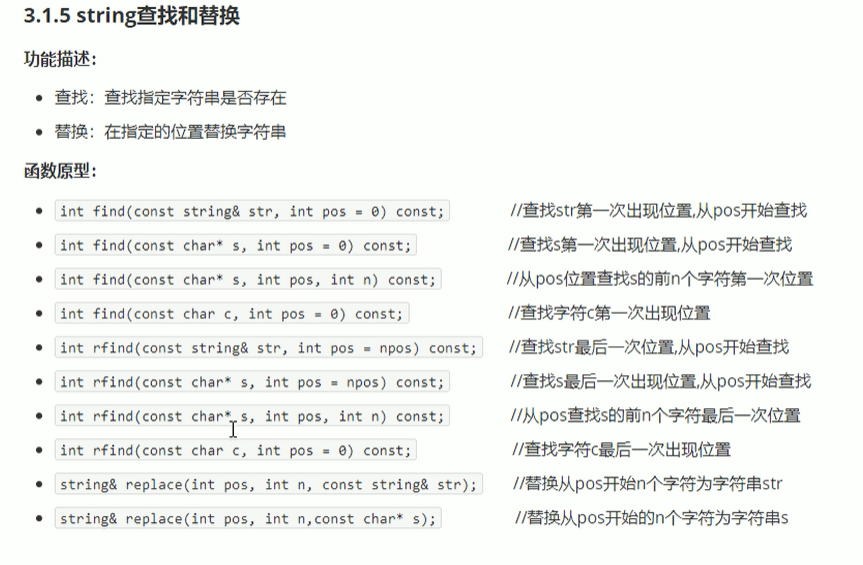 3.1.5 string查找和替换
功能描述：
• 查找：查找指定字符串是否存在
• 替换：在指定的位置替换字符串
函数原型：
• int find(const string& str, int pos = 0) const; //查找str第一次出现位置,从pos开始查找
• int find(const char* s, int pos = 0) const; //查找s第一次出现位置,从pos开始查找
• int find(const char* s, int pos, int n) const; //从pos位置查找s的前n个字符第一次位置
• int find(const char c, int pos = 0) const; //查找字符c第一次出现位置
• int rfind(const string& str, int pos = npos) const; //查找str最后一次位置,从pos开始查找
• int rfind(const char* s, int pos = npos) const; //查找s最后一次出现位置,从pos开始查找
• int rfind(const char* s, int pos, int n) const; //从pos查找s的前n个字符最后一次位置
• int rfind(const char c, int pos = 0) const; //查找字符c最后一次出现位置
• string& replace(int pos, int n, const string& str); //替换从pos开始n个字符为字符串str
• string& replace(int pos, int n,const char* s); //替换从pos开始的n个字符为字符串s